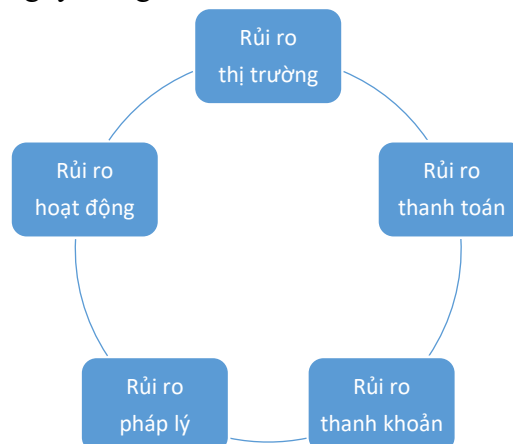 Rủi ro
thị trường
Rủi ro
thanh toán
Rủi ro
thanh khoản
Rủi ro
pháp lý
Rủi ro
hoạt động